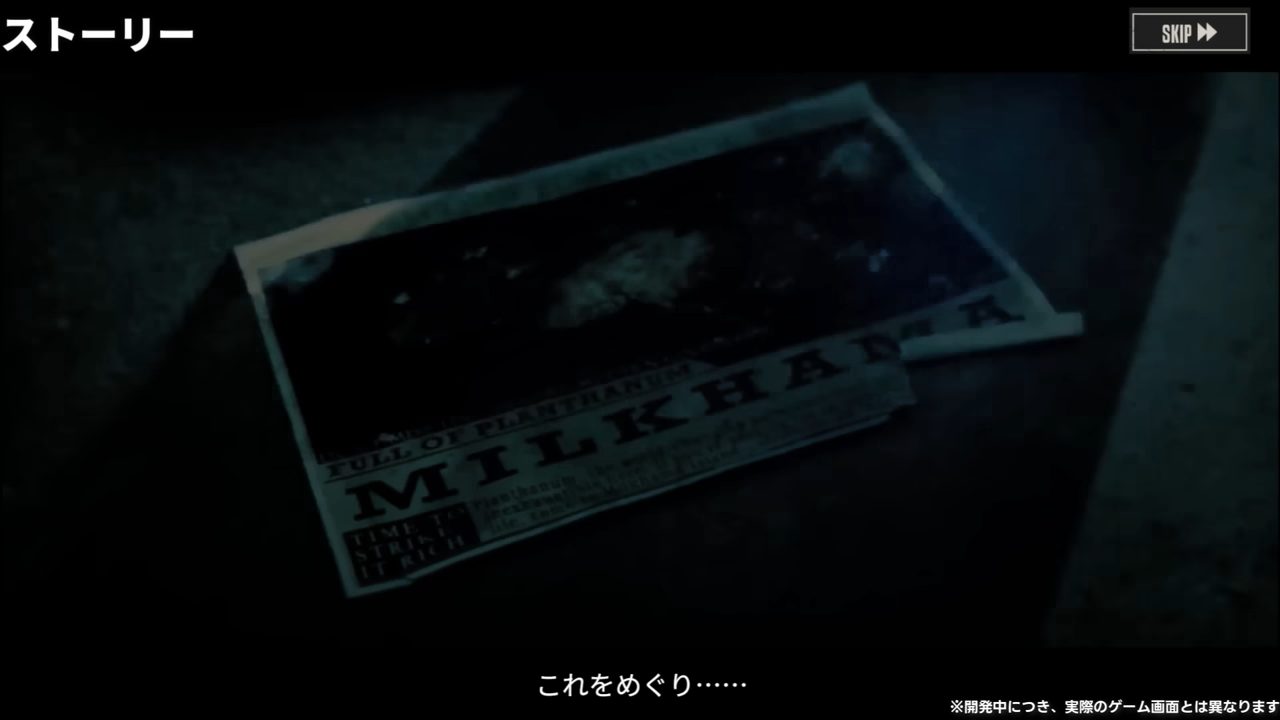 ストーリー
SKIP
FULL OF PLANTHANUM
MILKHAMA
TIME TO
STRIKE
IT RICH
これをめぐり……
※開発中につき、実際のゲーム画面とは異なります